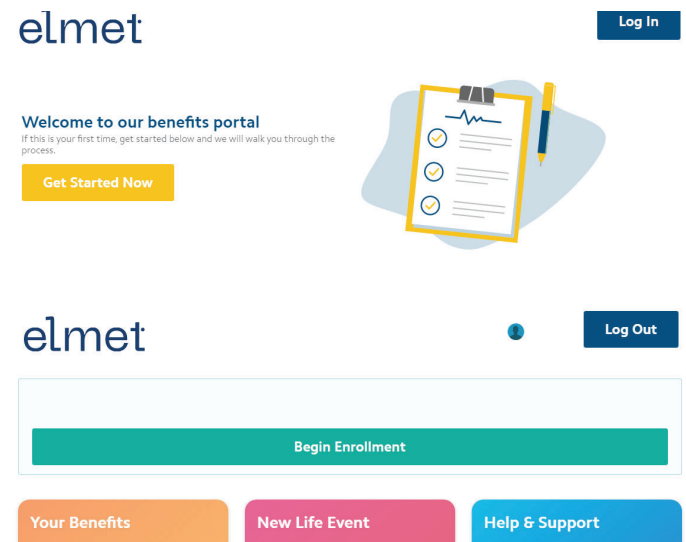 elmet
Log In
Welcome to our benefits portal
If this is your first time, get started below and we will walk you through the
process.
Get Started Now
elmet
Log Out
Begin Enrollment
Your Benefits
New Life Event
Help & Support